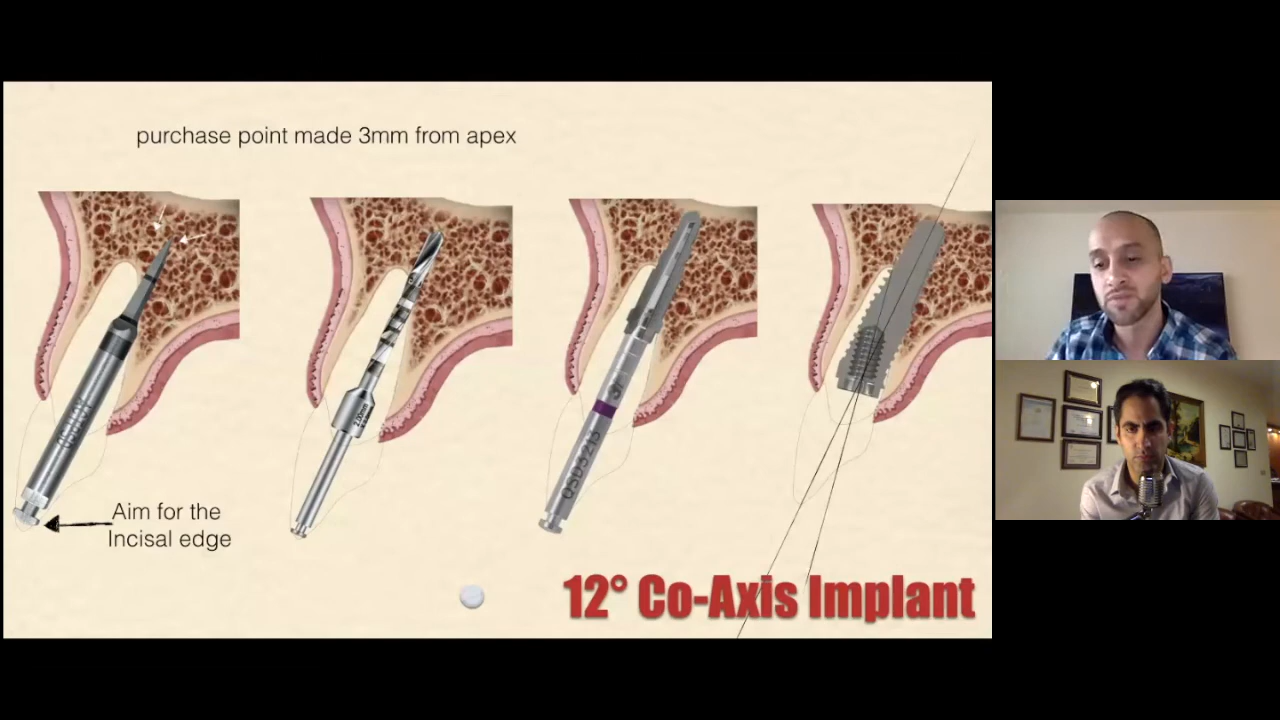 purchase point made 3mm from apex
Aim for the
Incisal edge
12° Co-Axis Implant